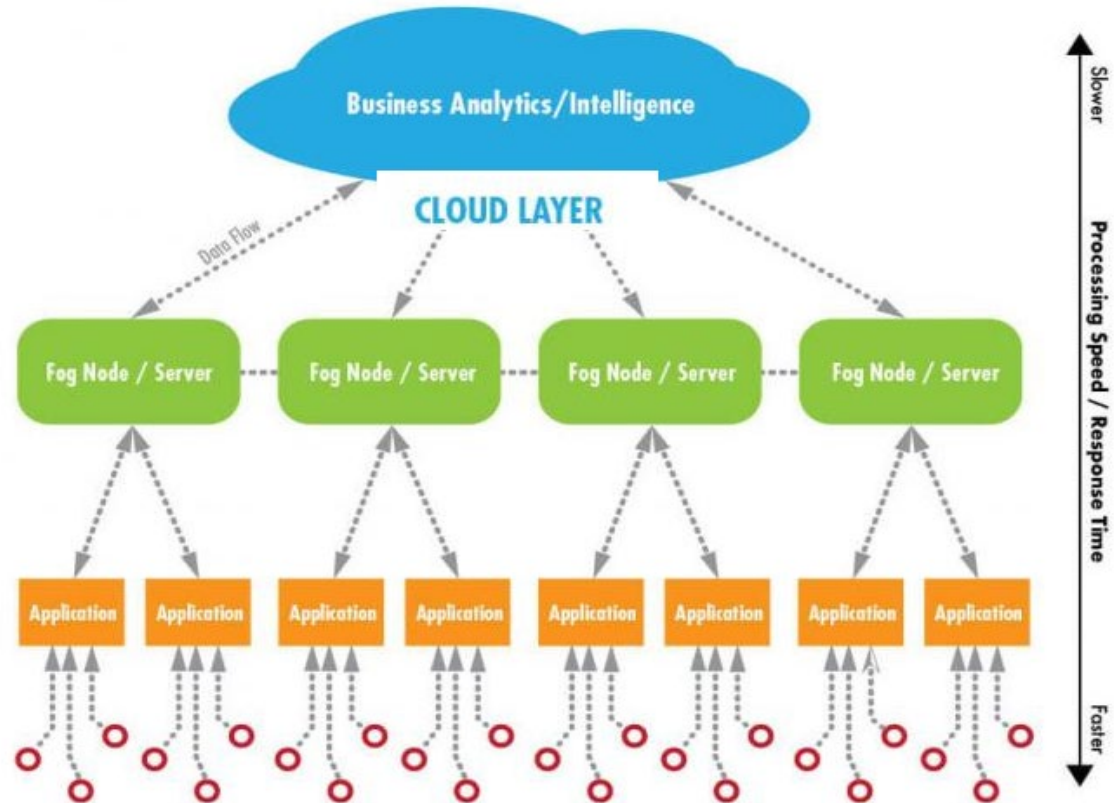 Business Analytics/Intelligence
CLOUD LAYER
Data Flow
Fog Node / Server
Fog Node / Server
Fog Node / Server
Fog Node / Server
Application
Application
Application
Application
Application
Application
Application
Application
Slower
Processing Speed / Response Time
Faster